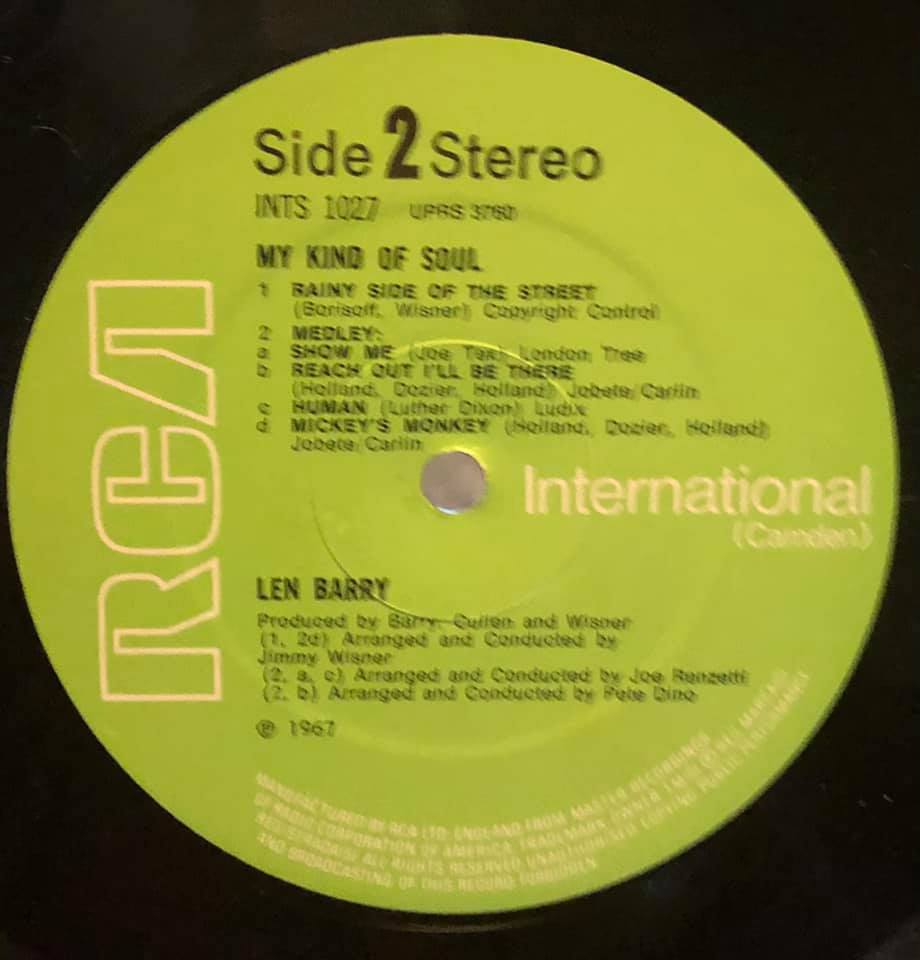 Side 2 Stereo
INTS 1027 UPRS 3760
MY KIND OF SOUL
1 RAINY SIDE OF THE STREET
(Borisoff, Wisner) Copyright Control
2 MEDLEY:
a SHOW ME (Joe Tex) London Tree
b REACH OUT I'LL BE THERE
(Holland, Dozier, Holland) Jobete/Carlin
c HUMAN (Luther Dixon) Ludix
d MICKEY'S MONKEY (Holland, Dozier, Holland)
Jobete/Carlin
RCA
International
(Camden)
LEN BARRY
Produced by Barry, Cullen and Wisner
(1, 2d) Arranged and Conducted by
Jimmy Wisner
(2, a, c) Arranged and Conducted by Joe Renzetti
(2, b) Arranged and Conducted by Pete Dino
℗ 1967
MANUFACTURED BY RCA LTD. ENGLAND FROM MASTER RECORDINGS
OF RADIO CORPORATION OF AMERICA TRADEMARK OWNER
REGISTRADA(S) ALL RIGHTS RESERVED UNAUTHORISED COPYING PUBLIC PERFORMANCE
AND BROADCASTING OF THIS RECORD FORBIDDEN